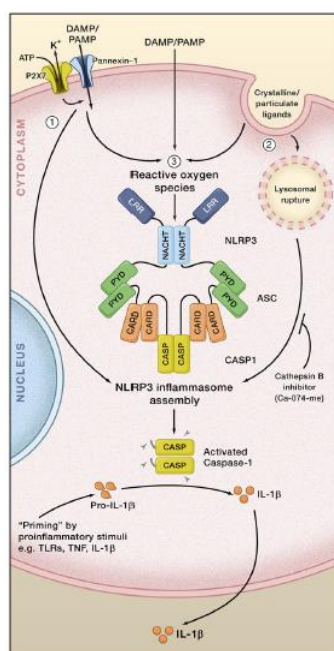 DAMP/
PAMP
K+
ATP
Pannexin-1
P2X7
DAMP/PAMP
Crystalline/
particulate
ligands
1
2
3
CYTOPLASM
Reactive oxygen
species
Lysosomal
rupture
LRR
LRR
NACHT
NACHT
NLRP3
PYD
PYD
PYD
PYD
ASC
CARD
CARD
CARD
CARD
CASP
CASP
CASP1
NUCLEUS
NLRP3 inflammasome
assembly
Cathepsin B
inhibitor
(Ca-074-me)
CASP
CASP
Activated
Caspase-1
Pro-IL-1β
IL-1β
"Priming" by
proinflammatory stimuli
e.g. TLRs, TNF, IL-1β
IL-1β